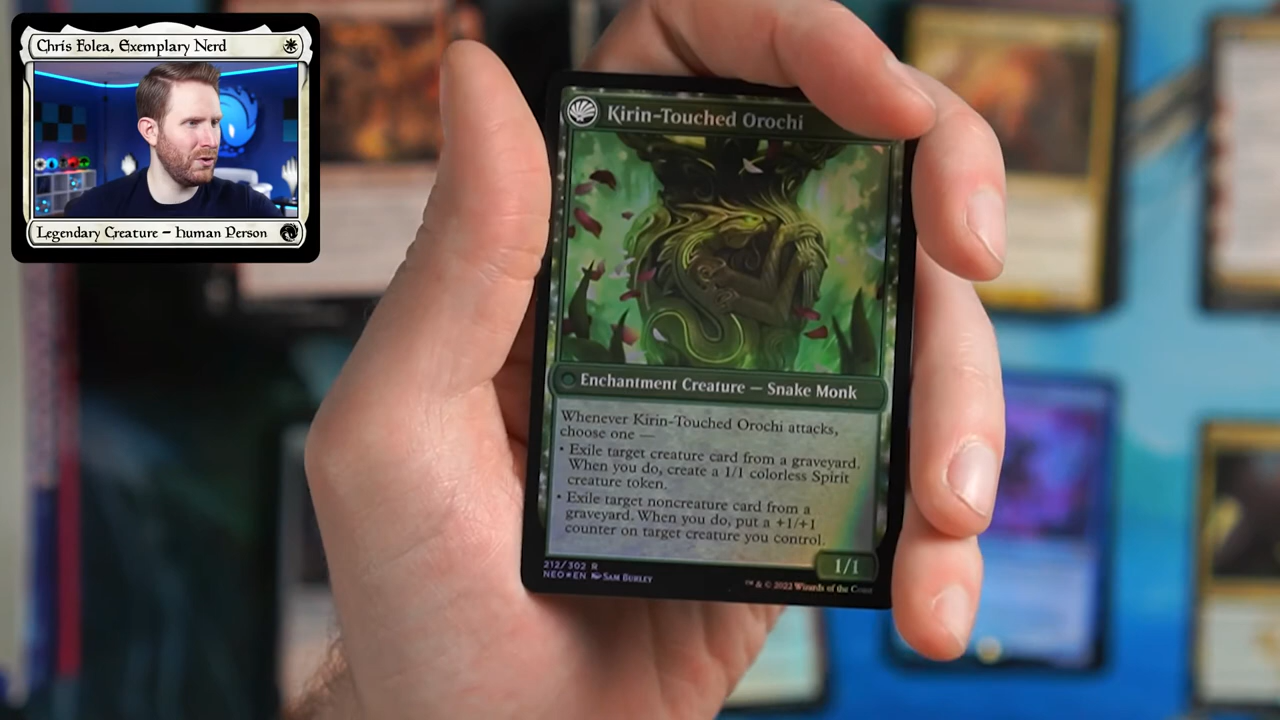 Chris Folea, Exemplary Nerd
Legendary Creature – Human Person
Kirin-Touched Orochi
Enchantment Creature — Snake Monk
Whenever Kirin-Touched Orochi attacks,
choose one —
• Exile target creature card from a graveyard.
When you do, create a 1/1 colorless Spirit
creature token.
• Exile target noncreature card from a
graveyard. When you do, put a +1/+1
counter on target creature you control.
1/1
212/302 R
NEO★EN Sam Burley
™ & © 2022 Wizards of the Coast